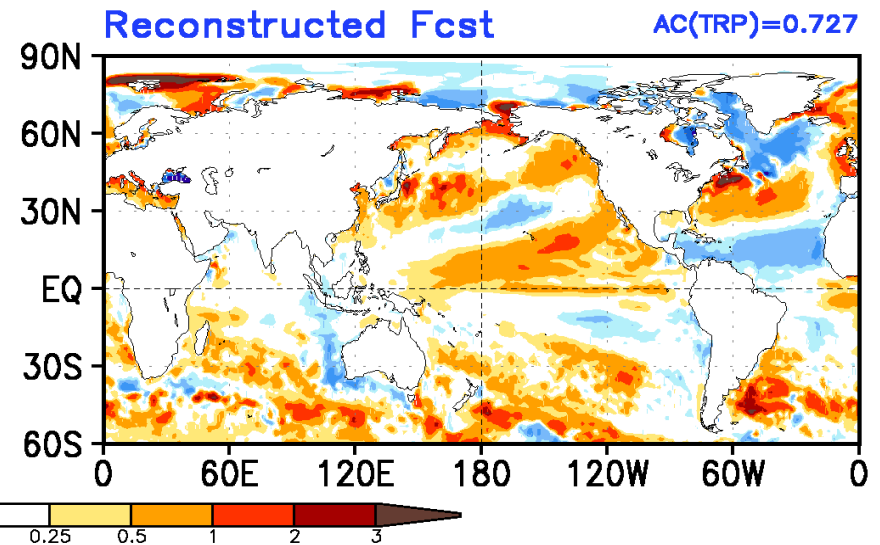 Reconstructed Fcst
AC(TRP)=0.727
90N
60N
30N
EQ
30S
60S
0 60E 120E 180 120W 60W 0
0.25 0.5 1 2 3